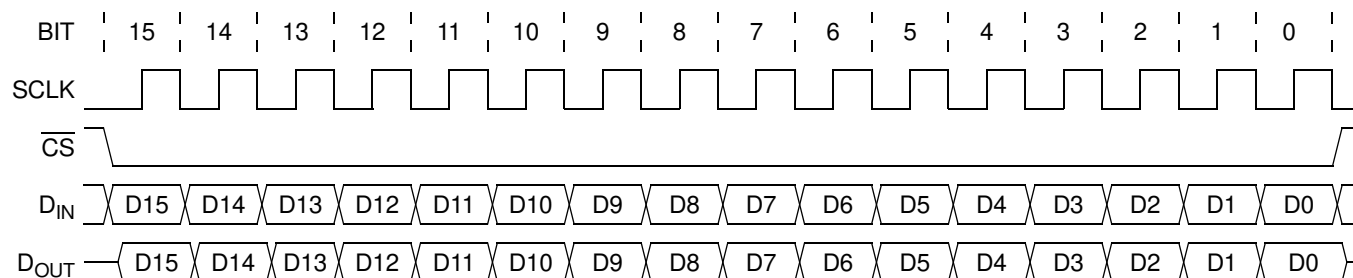 BIT 15 14 13 12 11 10 9 8 7 6 5 4 3 2 1 0
SCLK
CS
DIN D15 D14 D13 D12 D11 D10 D9 D8 D7 D6 D5 D4 D3 D2 D1 D0
DOUT D15 D14 D13 D12 D11 D10 D9 D8 D7 D6 D5 D4 D3 D2 D1 D0